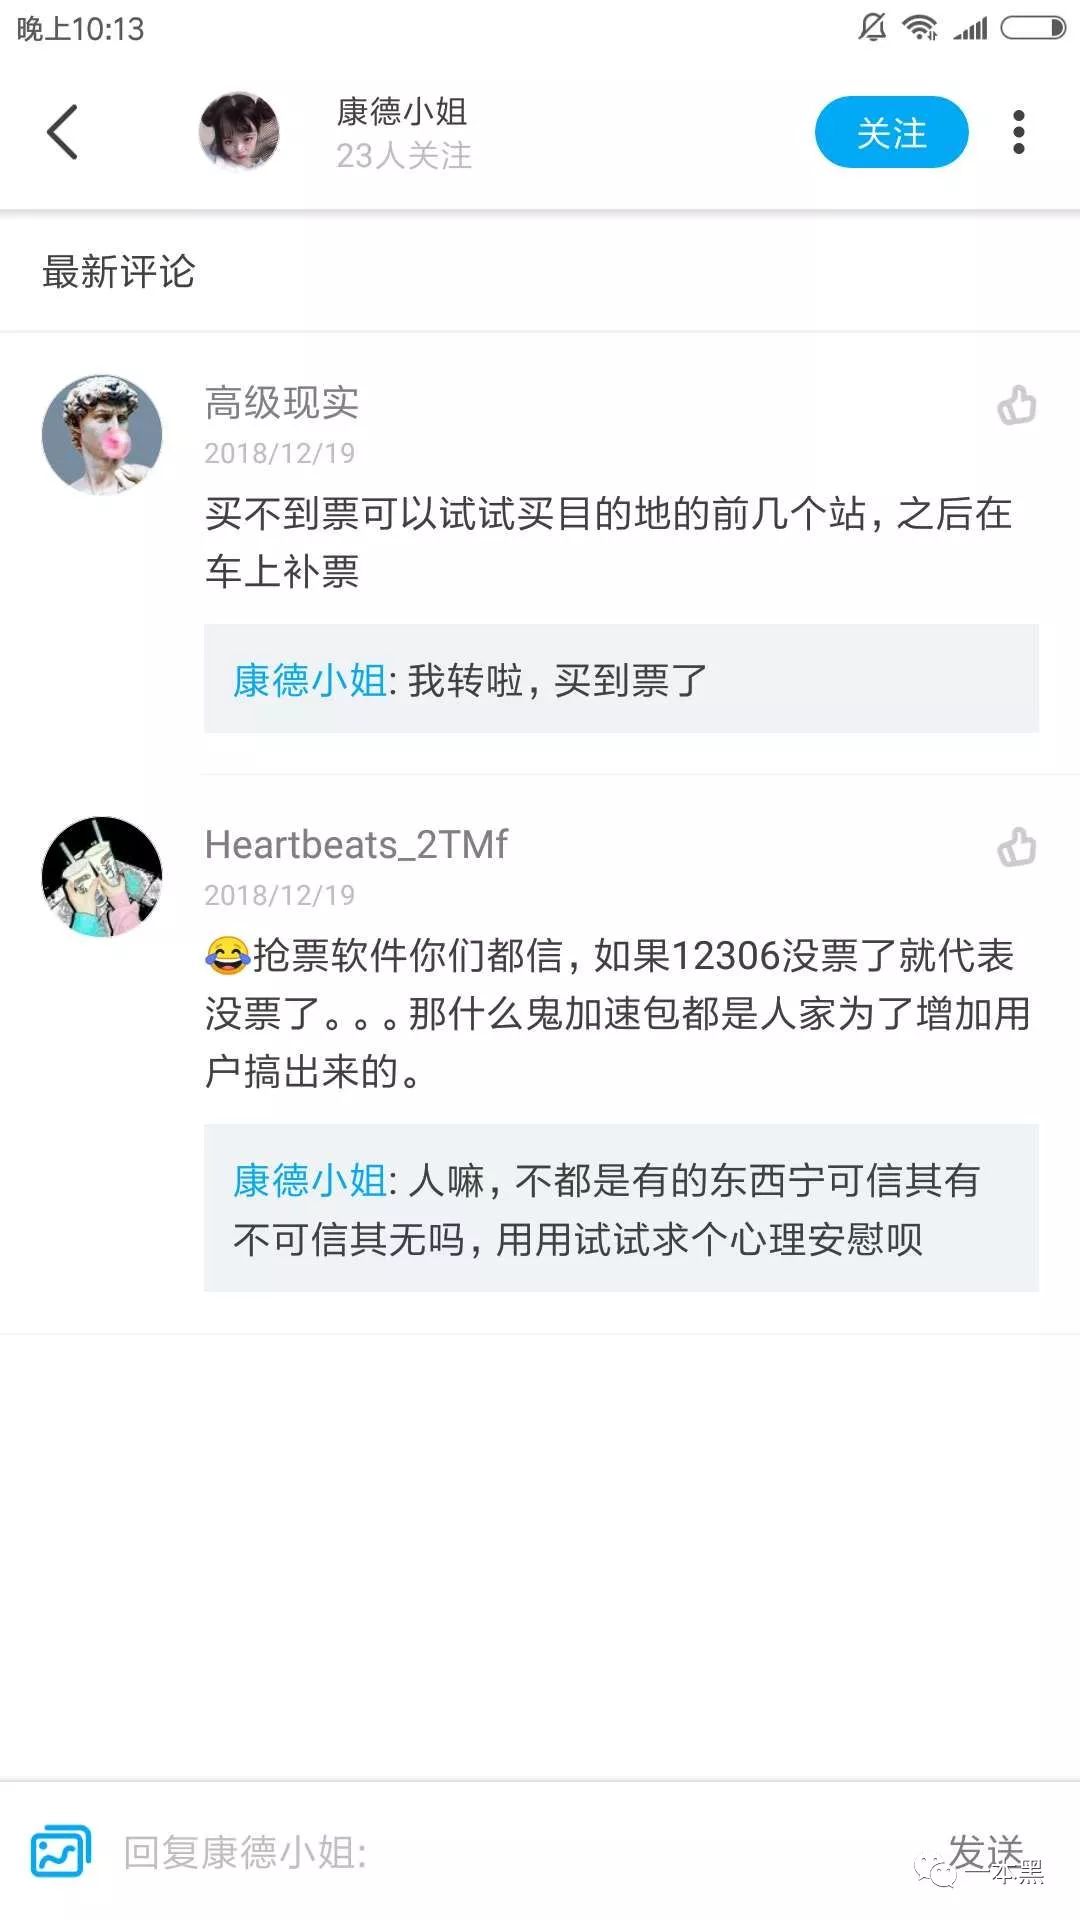 晚上10:13
康德小姐
23人关注
关注
最新评论
高级现实
2018/12/19
买不到票可以试试买目的地的前几个站，之后在
车上补票
康德小姐: 我转啦，买到票了
Heartbeats_2TMf
2018/12/19
😂抢票软件你们都信，如果12306没票了就代表
没票了。。。那什么鬼加速包都是人家为了增加用
户搞出来的。
康德小姐: 人嘛，不都是有的东西宁可信其有
不可信其无吗，用用试试求个心理安慰呗
回复康德小姐:
发送
一本黑